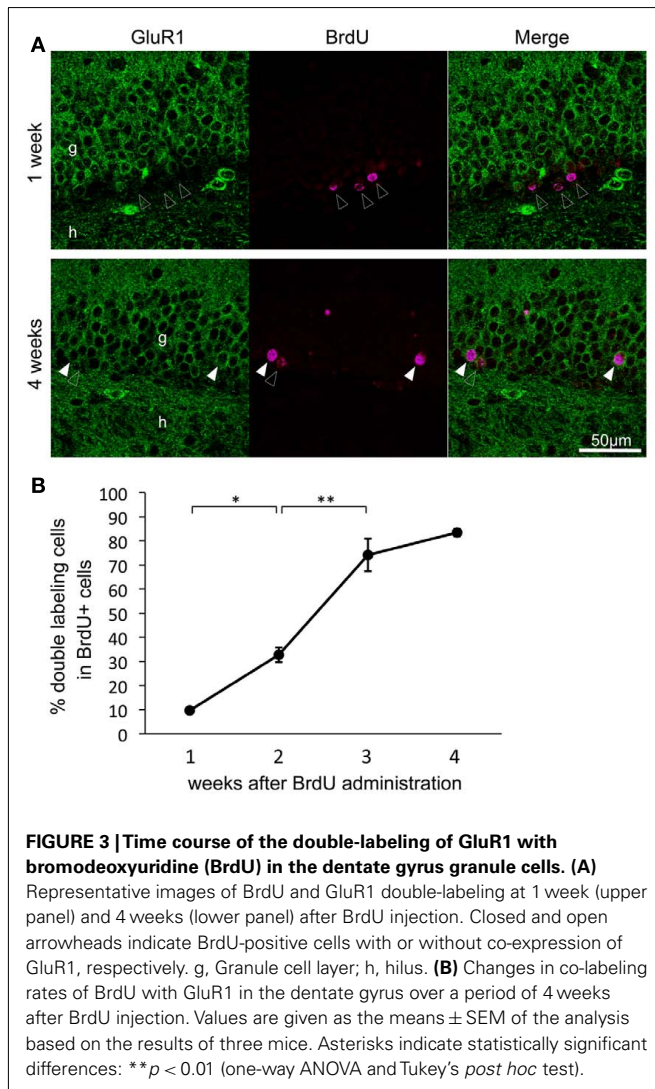 A
GluR1 BrdU Merge
1 week
g
h
4 weeks
g
h
50μm
B
100
90
80
70
60
50
40
30
20
10
0
% double labeling cells
in BrdU+ cells
* **
1 2 3 4
weeks after BrdU administration
FIGURE 3 | Time course of the double-labeling of GluR1 with
bromodeoxyuridine (BrdU) in the dentate gyrus granule cells. (A)
Representative images of BrdU and GluR1 double-labeling at 1 week (upper
panel) and 4 weeks (lower panel) after BrdU injection. Closed and open
arrowheads indicate BrdU-positive cells with or without co-expression of
GluR1, respectively. g, Granule cell layer; h, hilus. (B) Changes in co-labeling
rates of BrdU with GluR1 in the dentate gyrus over a period of 4 weeks
after BrdU injection. Values are given as the means ± SEM of the analysis
based on the results of three mice. Asterisks indicate statistically significant
differences: **p < 0.01 (one-way ANOVA and Tukey's post hoc test).